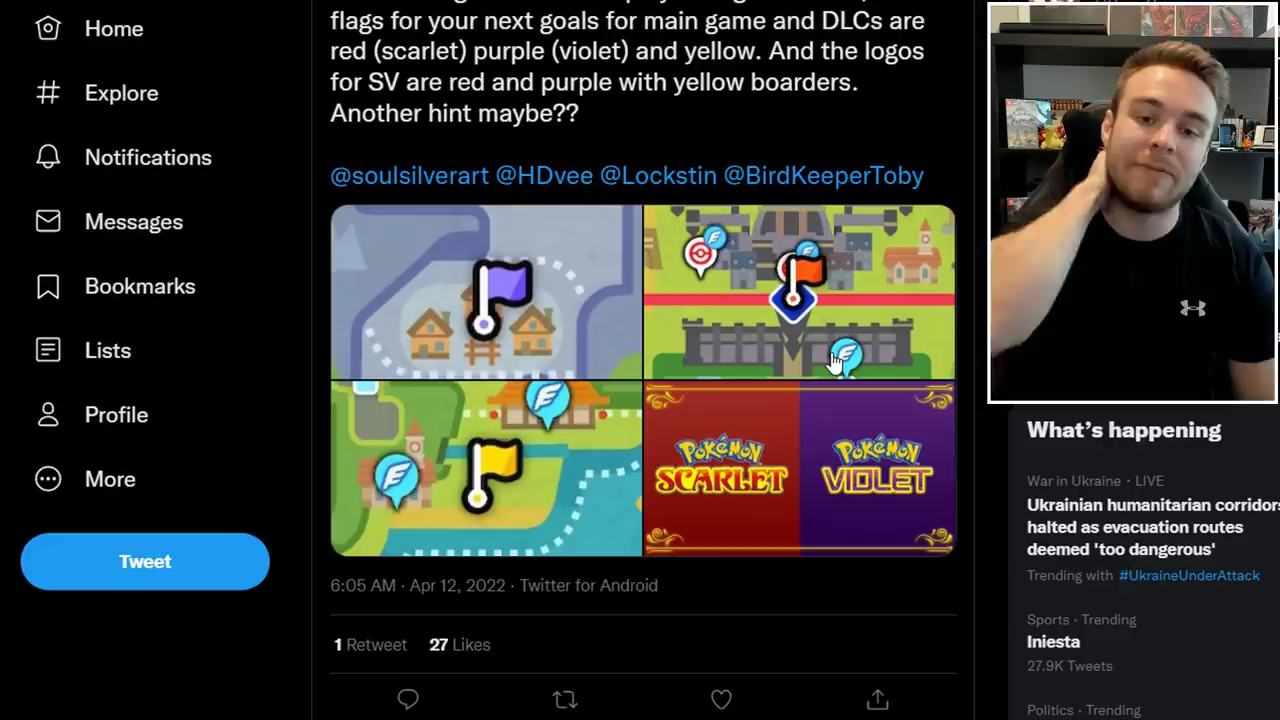 Home
Explore
Notifications
Messages
Bookmarks
Lists
Profile
More
Tweet
flags for your next goals for main game and DLCs are
red (scarlet) purple (violet) and yellow. And the logos
for SV are red and purple with yellow boarders.
Another hint maybe??
@soulsilverart @HDvee @Lockstin @BirdKeeperToby
POKéMON
SCARLET
POKéMON
VIOLET
6:05 AM · Apr 12, 2022 · Twitter for Android
1 Retweet 27 Likes
What's happening
War in Ukraine · LIVE
Ukrainian humanitarian corridors
halted as evacuation routes
deemed 'too dangerous'
Trending with #UkraineUnderAttack
Sports · Trending
Iniesta
27.9K Tweets
Politics · Trending